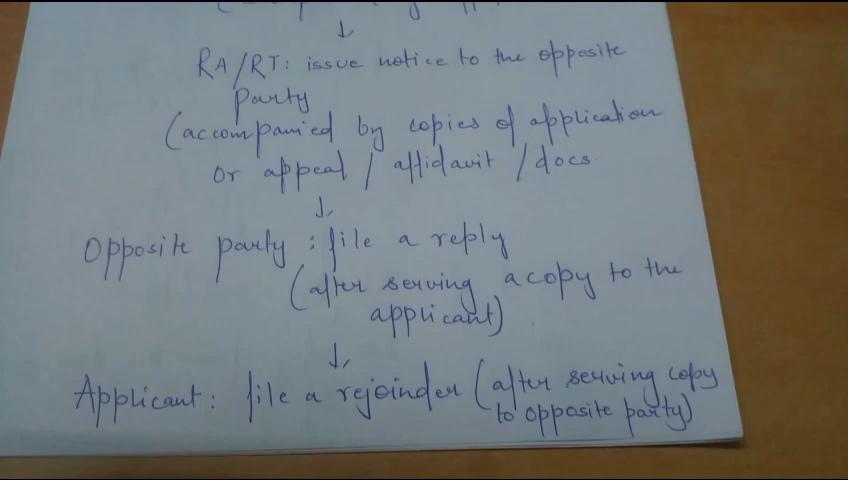 ↓
RA/RT: issue notice to the opposite
party
(accompanied by copies of application
or appeal / affidavit / docs.
↓
Opposite party : file a reply
(after serving a copy to the
applicant)
↓
Applicant: file a rejoinder (after serving copy
to opposite party)